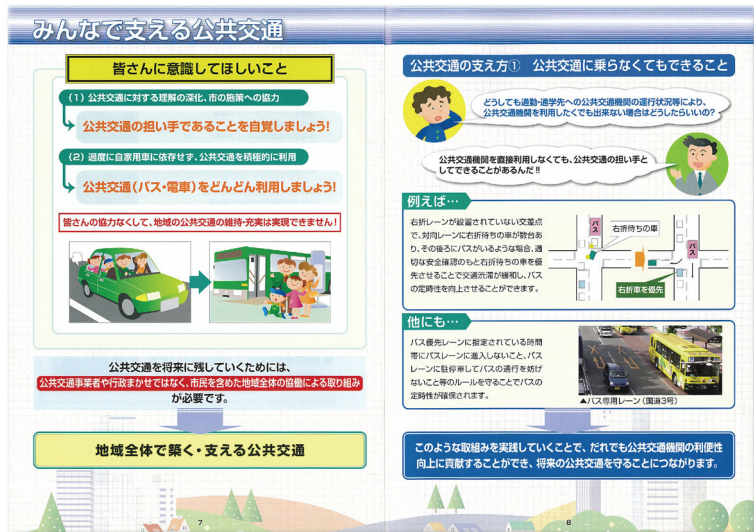 みんなで支える公共交通
皆さんに意識してほしいこと
(1) 公共交通に対する理解の深化、市の施策への協力
公共交通の担い手であることを自覚しましょう!
(2) 過度に自家用車に依存せず、公共交通を積極的に利用
公共交通(バス・電車)をどんどん利用しましょう!
皆さんの協力なくして、地域の公共交通の維持・充実は実現できません!
公共交通を将来に残していくためには、
公共交通事業者や行政まかせではなく、市民を含めた地域全体の協働による取り組み
が必要です。
地域全体で築く・支える公共交通
7
公共交通の支え方① 公共交通に乗らなくてもできること
どうしても通勤・通学先への公共交通機関の運行状況等により、
公共交通機関を利用したくても出来ない場合はどうしたらいいの?
公共交通機関を直接利用しなくても、公共交通の担い手と
してできることがあるんだ!!
例えば…
右折レーンが設置されていない交差点
で、対向レーンに右折待ちの車が数台あ
り、その後ろにバスがいるような場合、適
切な安全確認のもと右折待ちの車を優
先させることで交通渋滞が緩和し、バス
の定時性を向上させることができます。
バス
右折待ちの車
バス
右折車を優先
他にも…
バス優先レーンに指定されている時間
帯にバスレーンに進入しないこと、バス
レーンに駐停車してバスの通行を妨げ
ないこと等のルールを守ることでバスの
定時性が確保されます。
▲バス専用レーン(国道3号)
このような取組みを実践していくことで、だれでも公共交通機関の利便性
向上に貢献することができ、将来の公共交通を守ることにつながります。
8